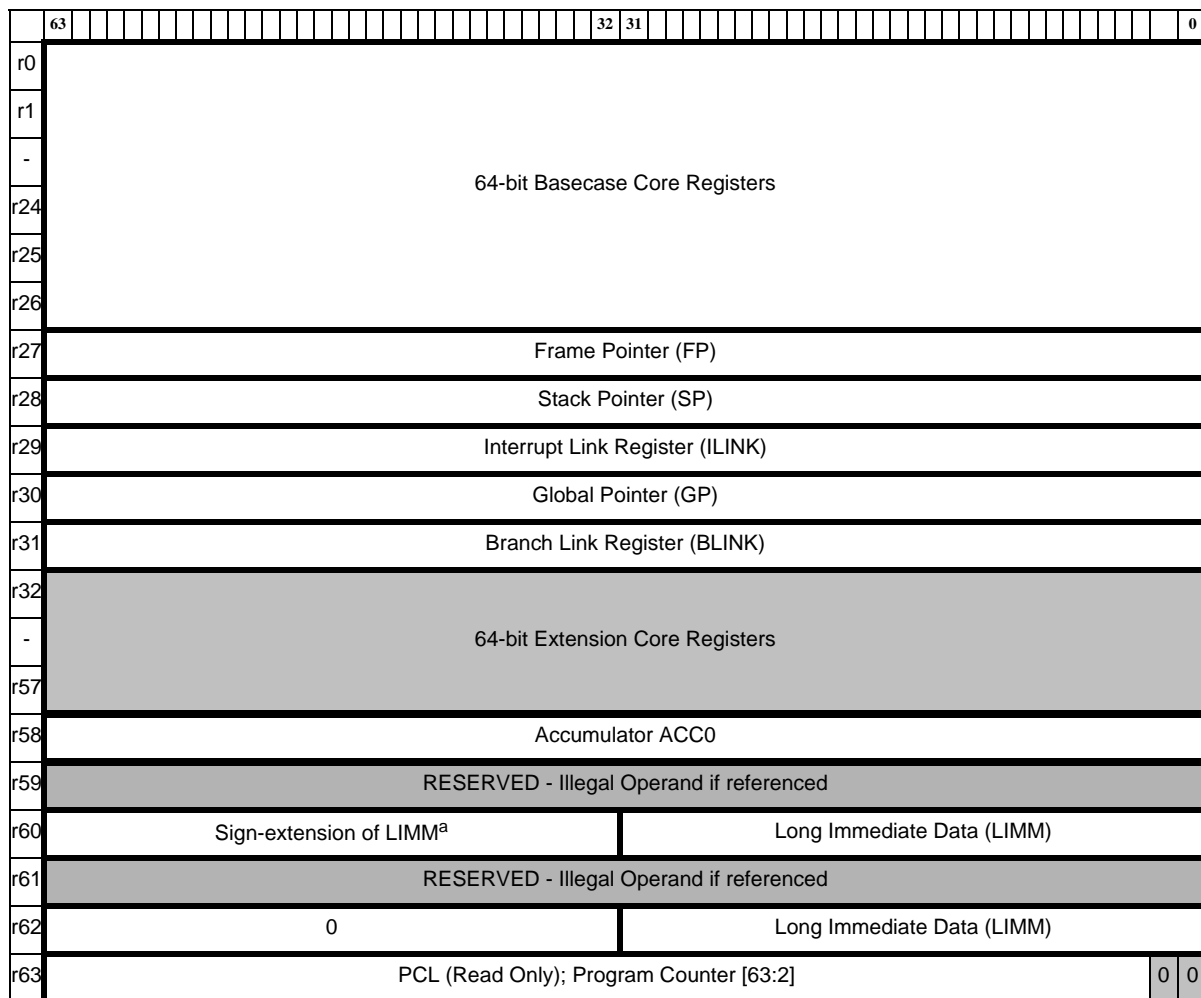 63 32 31 0
r0
r1
-
64-bit Basecase Core Registers
r24
r25
r26
r27 Frame Pointer (FP)
r28 Stack Pointer (SP)
r29 Interrupt Link Register (ILINK)
r30 Global Pointer (GP)
r31 Branch Link Register (BLINK)
r32
- 64-bit Extension Core Registers
r57
r58 Accumulator ACC0
r59 RESERVED - Illegal Operand if referenced
r60 Sign-extension of LIMMa Long Immediate Data (LIMM)
r61 RESERVED - Illegal Operand if referenced
r62 0 Long Immediate Data (LIMM)
r63 PCL (Read Only); Program Counter [63:2] 0 0